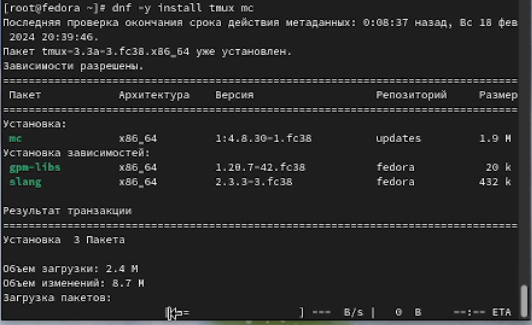 [root@fedora ~]# dnf -y install tmux mc
Последняя проверка окончания срока действия метаданных: 0:08:37 назад, Вс 18 фев
2024 20:39:46.
Пакет tmux-3.3a-3.fc38.x86_64 уже установлен.
Зависимости разрешены.
================================================================================
Пакет Архитектура Версия Репозиторий Размер
================================================================================
Установка:
mc x86_64 1:4.8.30-1.fc38 updates 1.9 M
Установка зависимостей:
gpm-libs x86_64 1.20.7-42.fc38 fedora 20 k
slang x86_64 2.3.3-3.fc38 fedora 432 k

Результат транзакции
================================================================================
Установка 3 Пакета

Объем загрузки: 2.4 M
Объем изменений: 8.7 M
Загрузка пакетов:
[ <= ] --- B/s | 0 B --:-- ETA